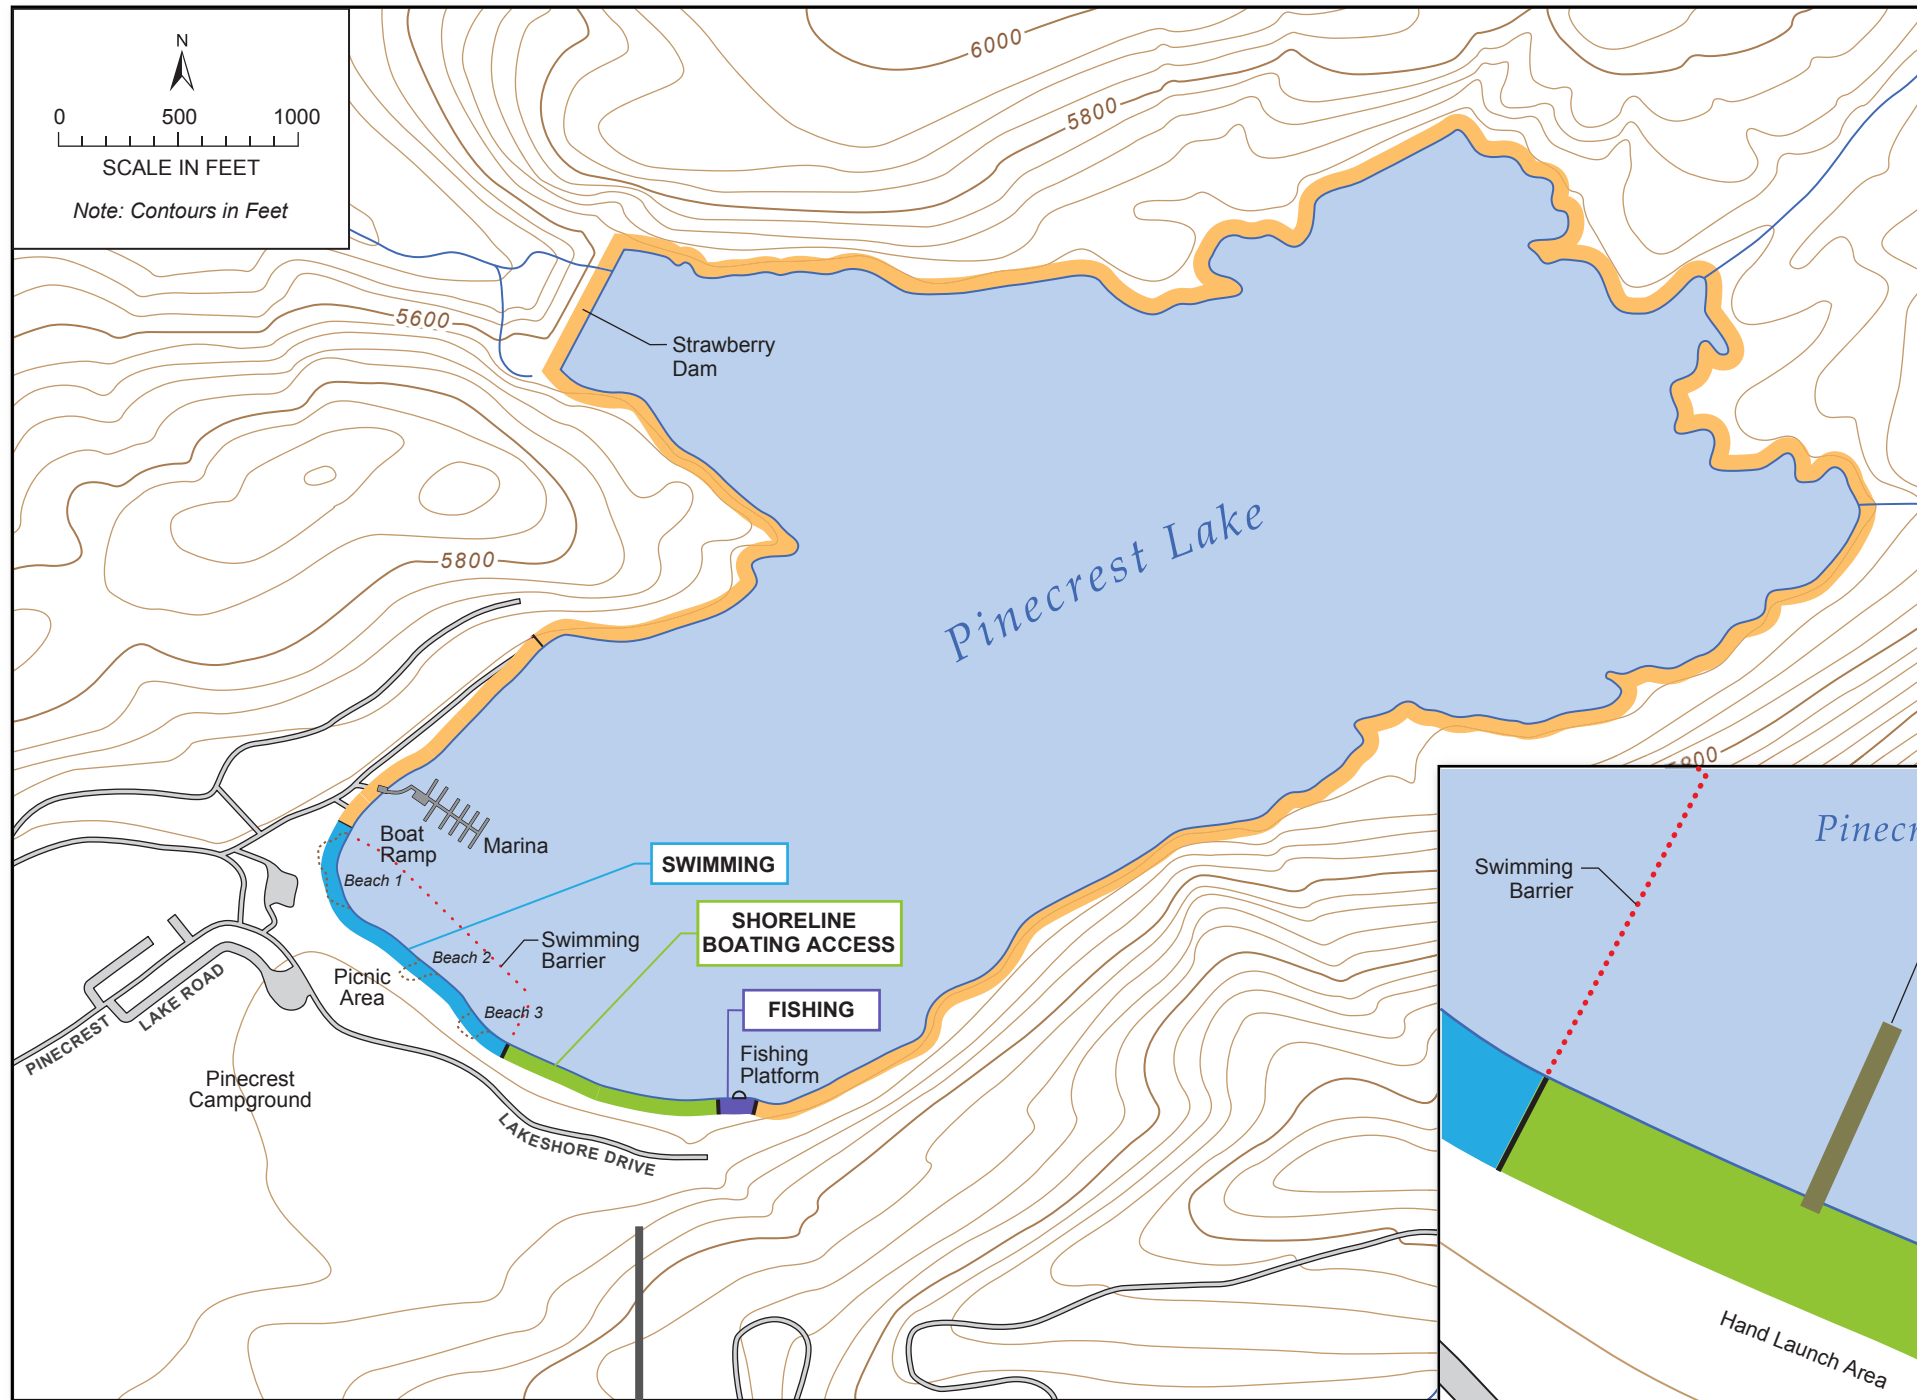 N
0 500 1000
SCALE IN FEET
Note: Contours in Feet
6000
5800
5600
Strawberry
Dam
5800
Pinecrest Lake
5800
Boat
Ramp
Marina
Beach 1
SWIMMING
SHORELINE
BOATING ACCESS
Swimming
Barrier
Beach 2
Picnic
Area
Beach 3
FISHING
Fishing
Platform
PINECREST
LAKE ROAD
Pinecrest
Campground
LAKESHORE DRIVE
Pinecr
Swimming
Barrier
Hand Launch Area